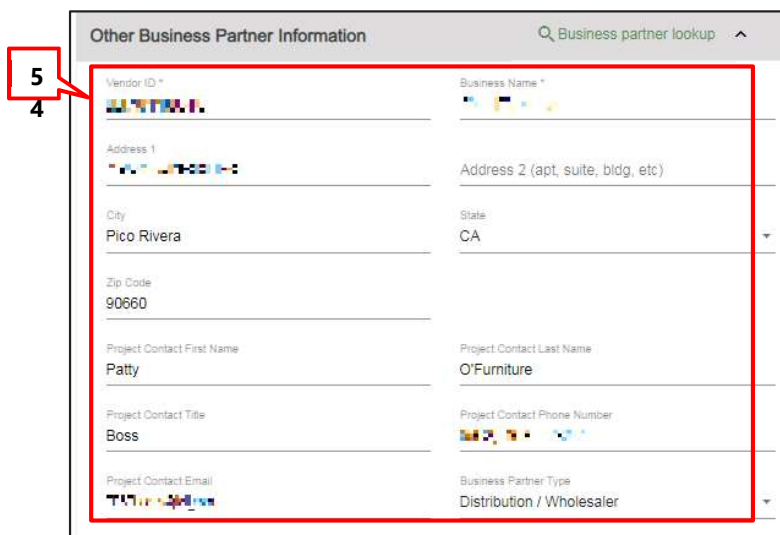 Other Business Partner Information Business partner lookup
5
4
Vendor ID * Business Name *
Address 1
Address 2 (apt, suite, bldg, etc)
City State
Pico Rivera CA
Zip Code
90660
Project Contact First Name Project Contact Last Name
Patty O'Furniture
Project Contact Title Project Contact Phone Number
Boss
Project Contact Email Business Partner Type
Distribution / Wholesaler